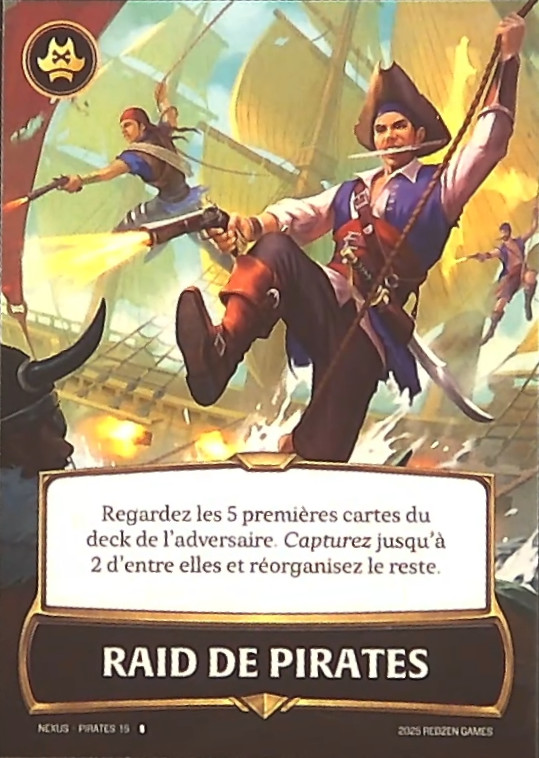 Regardez les 5 premières cartes du
deck de l'adversaire. Capturez jusqu'à
2 d'entre elles et réorganisez le reste.
RAID DE PIRATES
NEXUS · PIRATES 15
2025 REDZEN GAMES